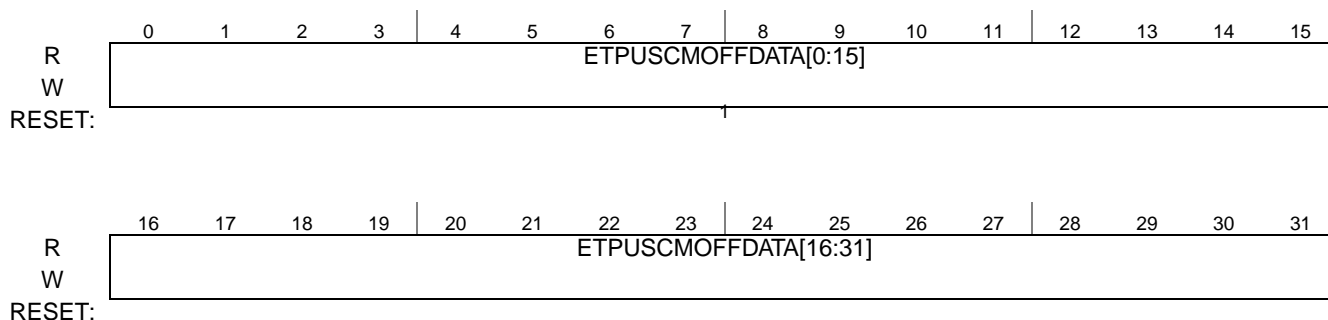 0 1 2 3 4 5 6 7 8 9 10 11 12 13 14 15
R ETPUSCMOFFDATA[0:15]
W
RESET: 1
16 17 18 19 20 21 22 23 24 25 26 27 28 29 30 31
R ETPUSCMOFFDATA[16:31]
W
RESET: